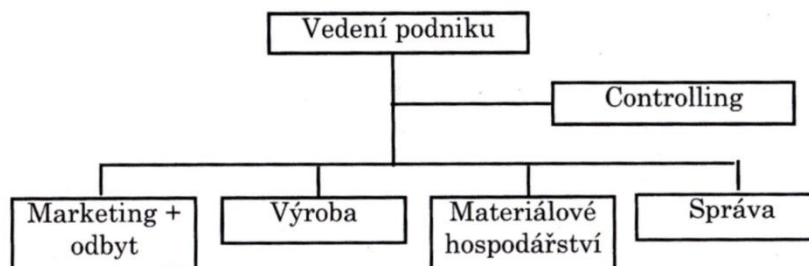 Vedení podniku
Controlling
Marketing +
odbyt
Výroba
Materiálové
hospodářství
Správa